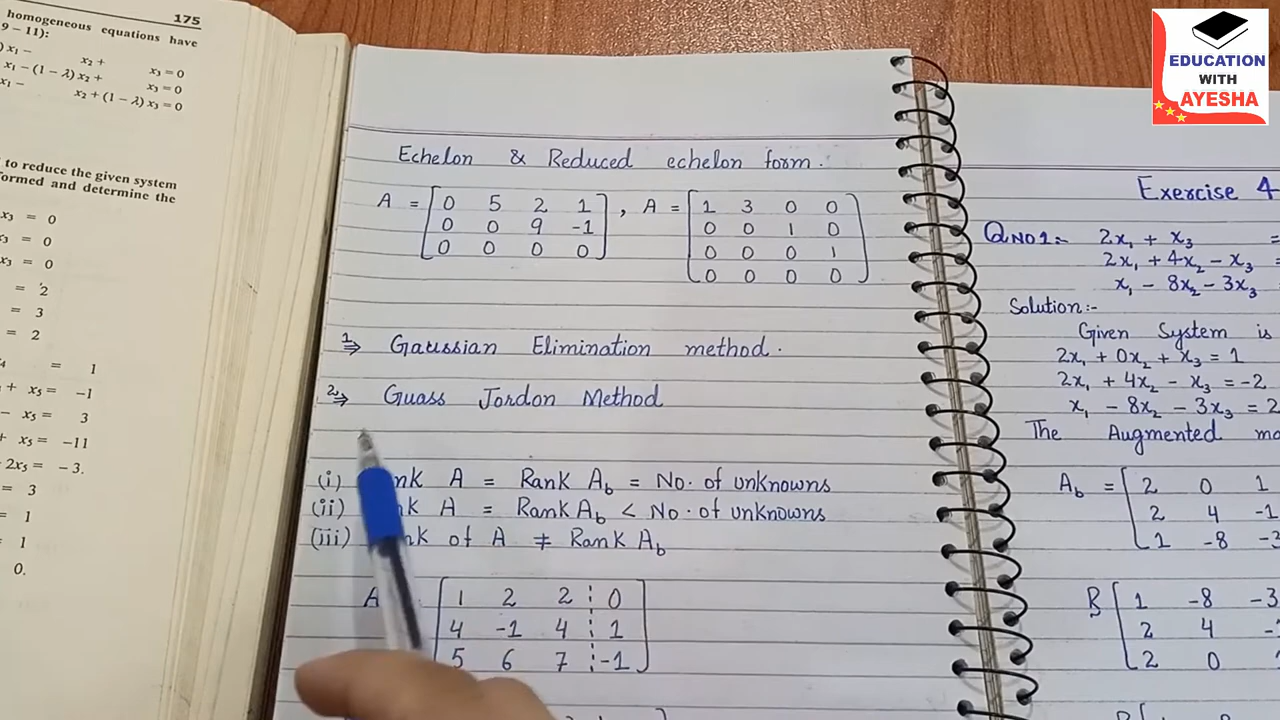 175
homogeneous equations have
9 – 11):
) x₁ – x₂ + x₃ = 0
x₁ – (1 – λ) x₂ + x₃ = 0
x₁ – x₂ + (1 – λ) x₃ = 0
to reduce the given system
formed and determine the
x₃ = 0
x₃ = 0
x₃ = 0
= 2
= 3
= 2
= 1
+ x₅ = –1
– x₅ = 3
+ x₅ = –11
2x₅ = – 3.
= 3
= 1
= 1
0.
Echelon & Reduced echelon form.
A = [0 5 2 1 , A = [1 3 0 0
0 0 9 -1 0 0 1 0
0 0 0 0] 0 0 0 1
0 0 0 0]
1⇒ Gaussian Elimination method.
2⇒ Guass Jordon Method
(i) nk A = Rank A_b = No. of unknowns
(ii) k A = Rank A_b < No. of unknowns
(iii) nk of A ≠ Rank A_b
A [1 2 2 ¦ 0
4 -1 4 ¦ 1
5 6 7 ¦ -1]
Exercise 4
QNO1:- 2x₁ + x₃ =
2x₁ + 4x₂ - x₃ =
x₁ - 8x₂ - 3x₃
Solution:-
Given System is
2x₁ + 0x₂ + x₃ = 1
2x₁ + 4x₂ - x₃ = -2
x₁ - 8x₂ - 3x₃ = 2
The Augmented
A_b = [2 0 1
2 4 -1
1 -8 -3
R [1 -8 -3
2 4 -
2 0
EDUCATION
WITH
AYESHA